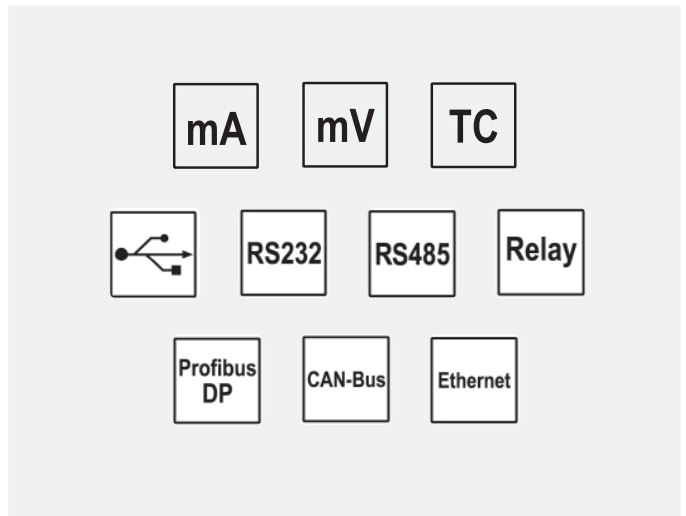 mA
mV
TC
RS232
RS485
Relay
Profibus
DP
CAN-Bus
Ethernet